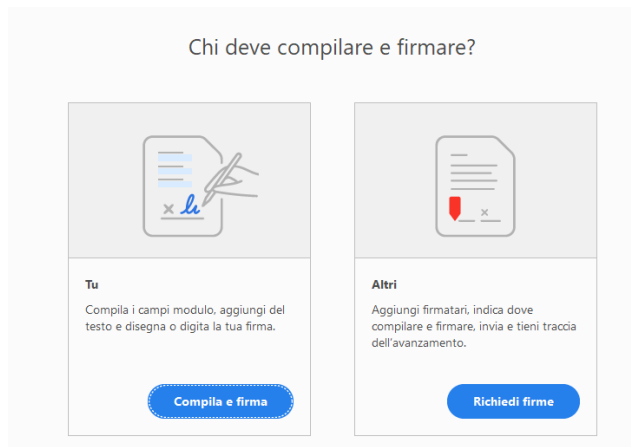 Chi deve compilare e firmare?
Tu
Compila i campi modulo, aggiungi del
testo e disegna o digita la tua firma.
Compila e firma
Altri
Aggiungi firmatari, indica dove
compilare e firmare, invia e tieni traccia
dell'avanzamento.
Richiedi firme